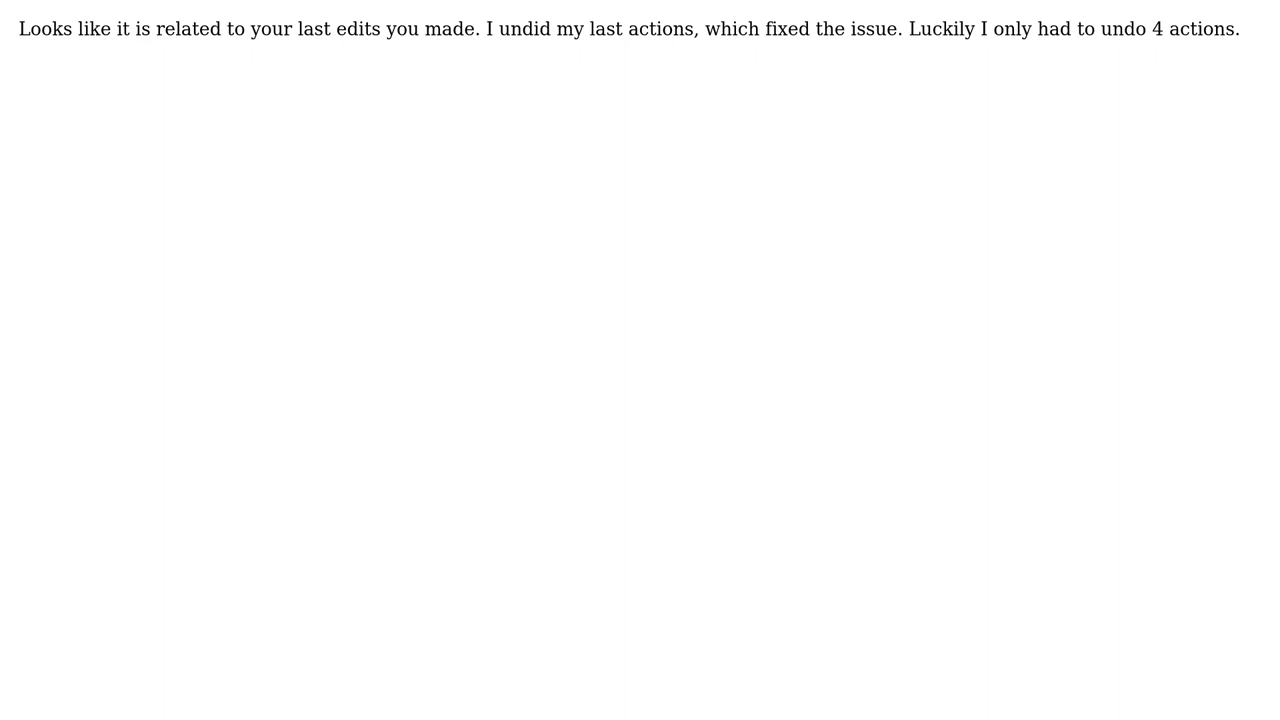 Looks like it is related to your last edits you made. I undid my last actions, which fixed the issue. Luckily I only had to undo 4 actions.